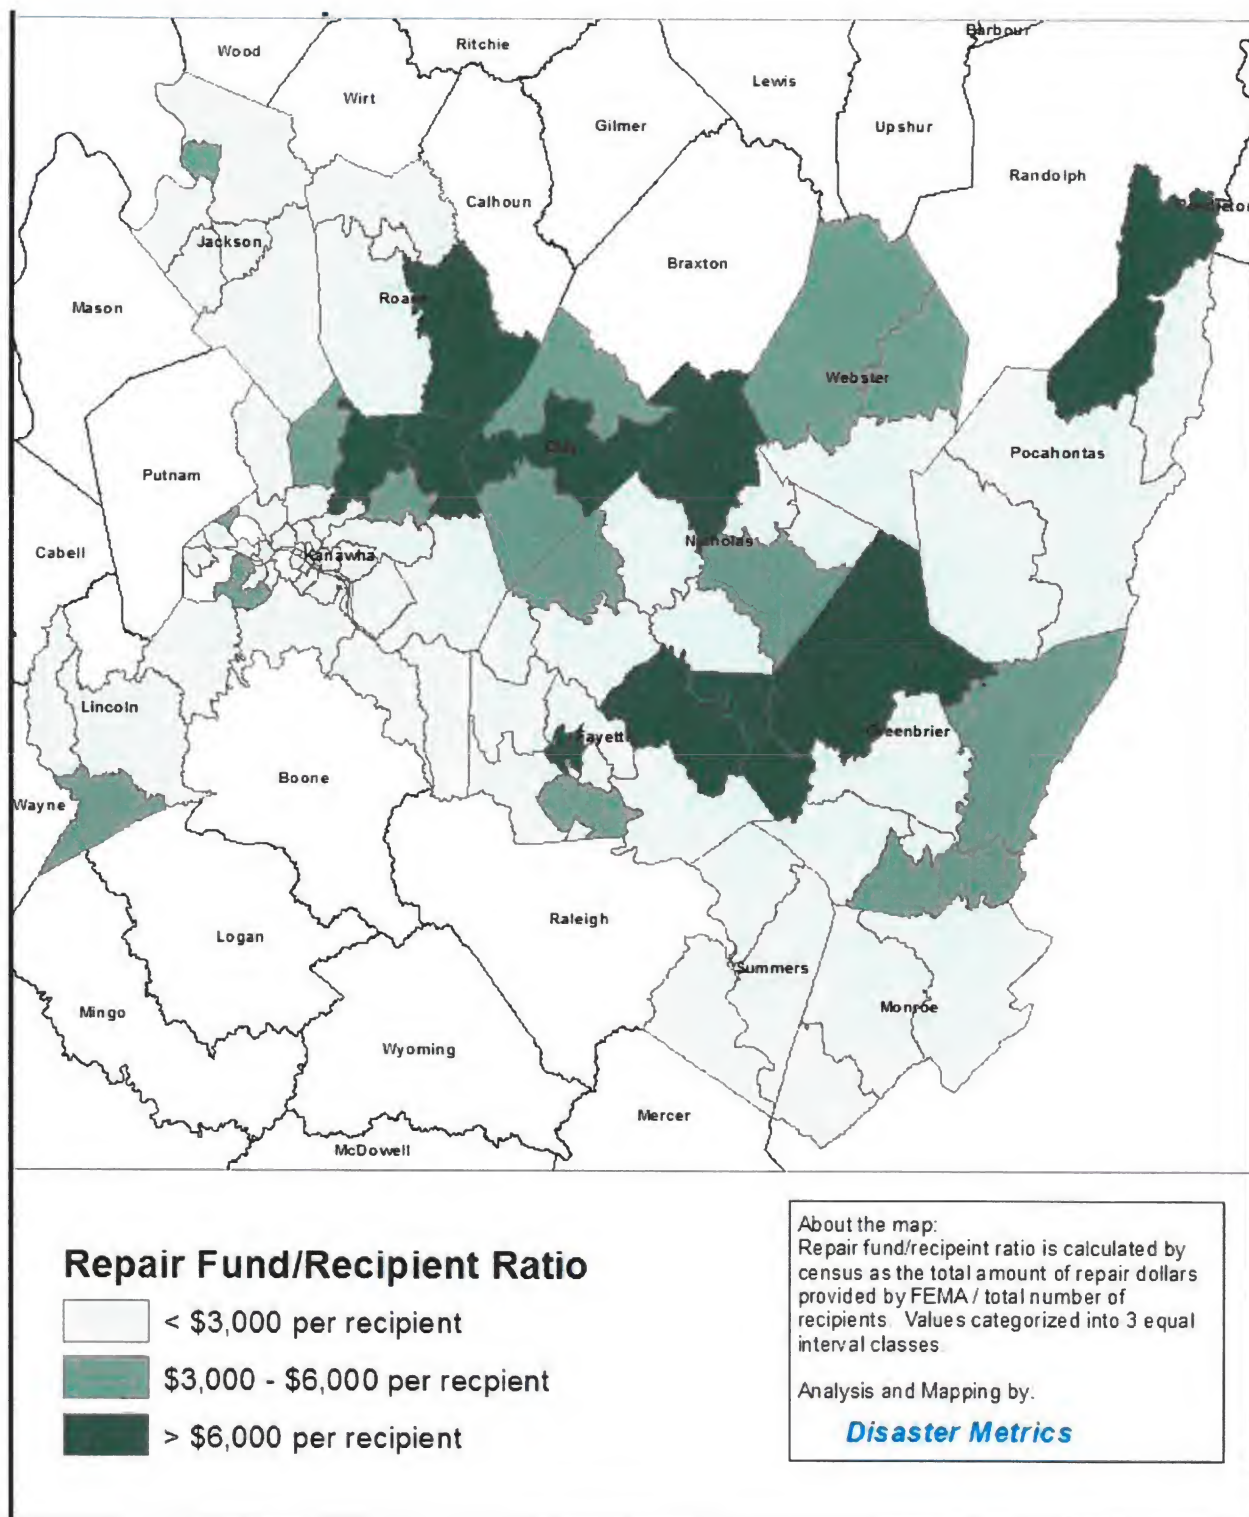 Barbour
Wood
Ritchie
Lewis
Wirt
Gilmer
Upshur
Randolph
Calhoun
Pendleton
Jackson
Braxton
Mason
Roane
Webster
Clay
Pocahontas
Putnam
Nicholas
Cabell
Kanawha
Lincoln
Fayett
Greenbrier
Boone
Wayne
Raleigh
Logan
Summers
Monroe
Mingo
Wyoming
Mercer
McDowell
Repair Fund/Recipient Ratio
< $3,000 per recipient
$3,000 - $6,000 per recpient
> $6,000 per recipient
About the map:
Repair fund/recipeint ratio is calculated by
census as the total amount of repair dollars
provided by FEMA / total number of
recipients. Values categorized into 3 equal
interval classes.
Analysis and Mapping by:
Disaster Metrics